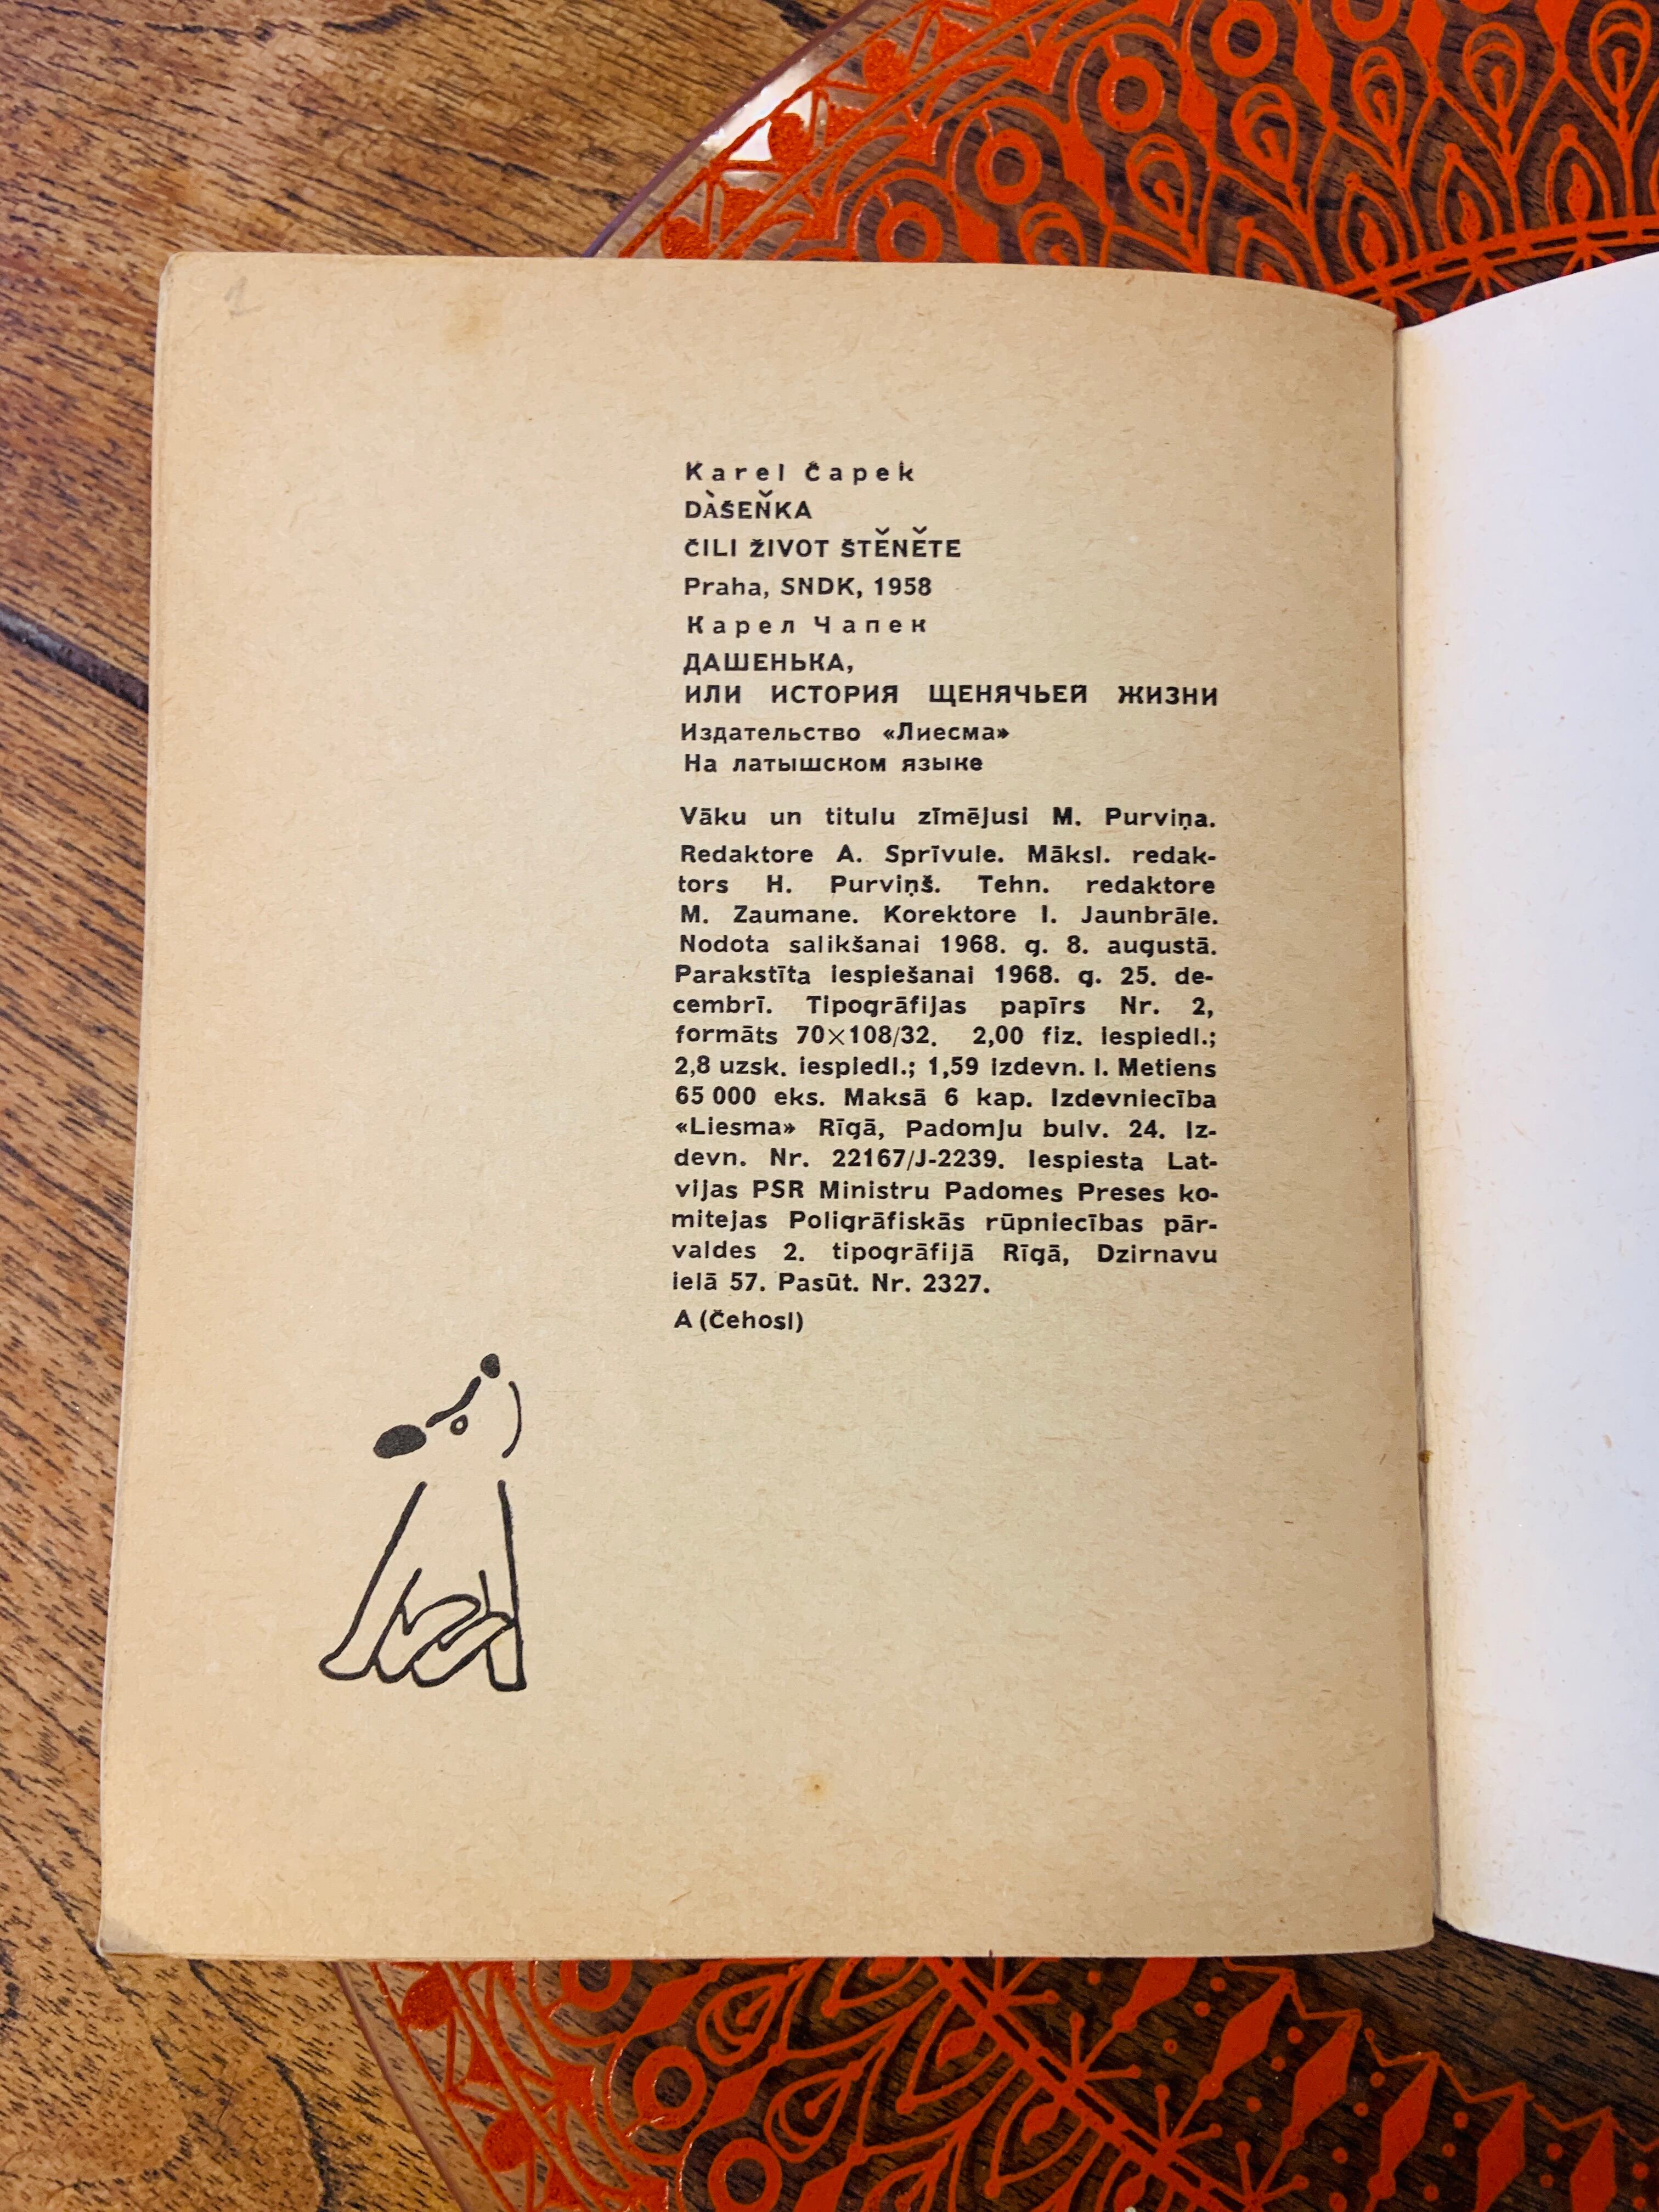 1
Karel Čapek
DÀŠEŇKA
ČILI ŽIVOT ŠTĚNĚTE
Praha, SNDK, 1958
Карел Чапек
ДАШЕНЬКА,
ИЛИ ИСТОРИЯ ЩЕНЯЧЬЕЙ ЖИЗНИ
Издательство «Лиесма»
На латышском языке
Vāku un titulu zīmējusi M. Purviņa.
Redaktore A. Sprīvule. Māksl. redak-
tors H. Purviņš. Tehn. redaktore
M. Zaumane. Korektore I. Jaunbrāle.
Nodota salikšanai 1968. g. 8. augustā.
Parakstīta iespiešanai 1968. g. 25. de-
cembrī. Tipogrāfijas papīrs Nr. 2,
formāts 70×108/32. 2,00 fiz. iespiedl.;
2,8 uzsk. iespiedl.; 1,59 izdevn. l. Metiens
65 000 eks. Maksā 6 kap. Izdevniecība
«Liesma» Rīgā, Padomju bulv. 24. Iz-
devn. Nr. 22167/J-2239. Iespiesta Lat-
vijas PSR Ministru Padomes Preses ko-
mitejas Poligrāfiskās rūpniecības pār-
valdes 2. tipogrāfijā Rīgā, Dzirnavu
ielā 57. Pasūt. Nr. 2327.
A (Čehosl)